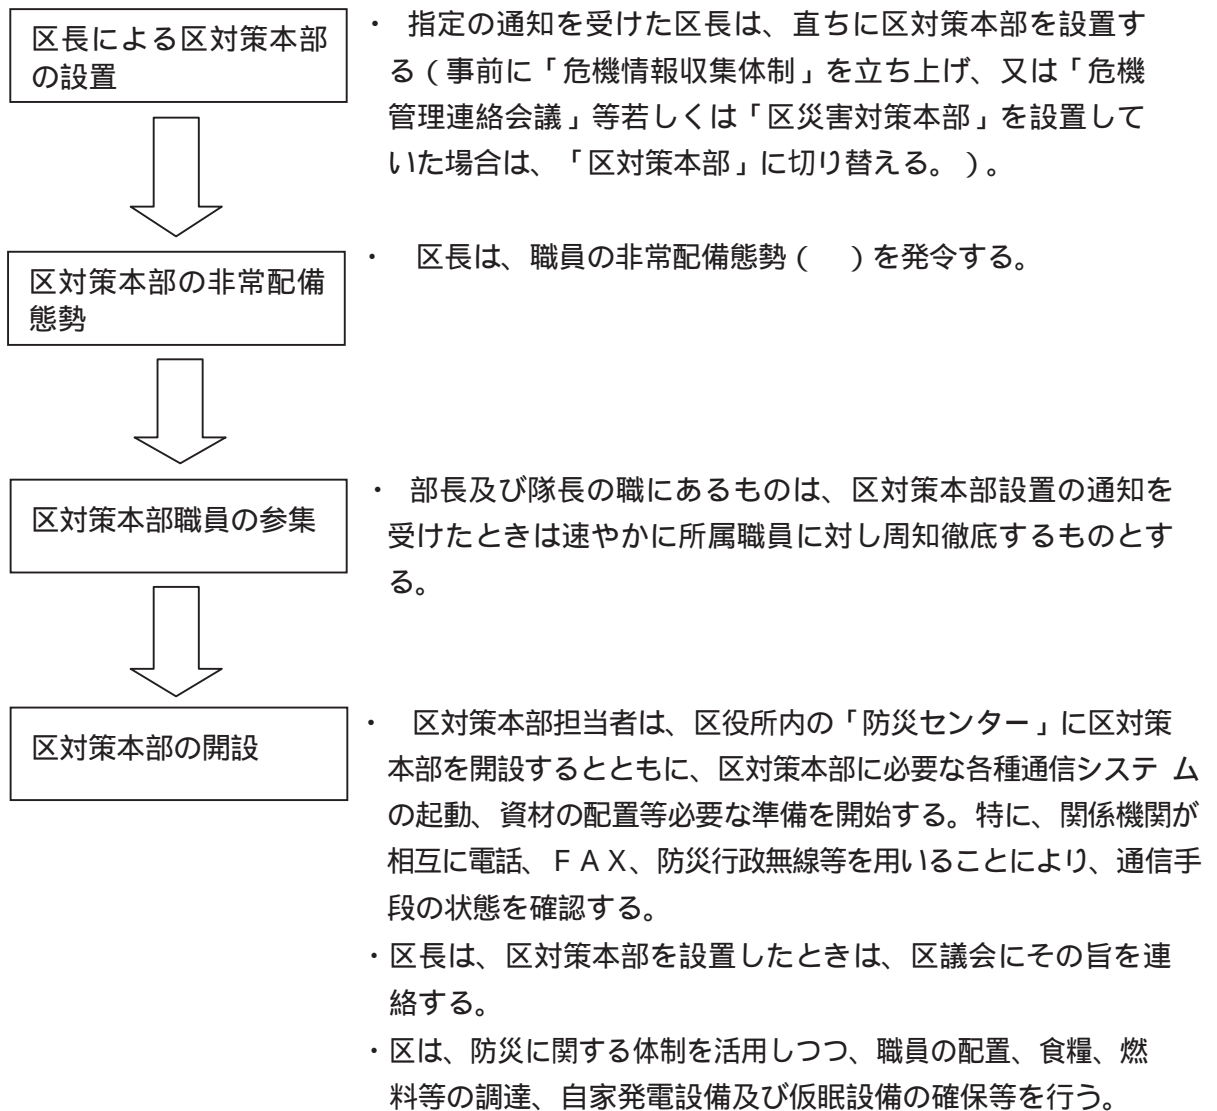 区長による区対策本部
の設置
・ 指定の通知を受けた区長は、直ちに区対策本部を設置す
る(事前に「危機情報収集体制」を立ち上げ、又は「危機
管理連絡会議」等若しくは「区災害対策本部」を設置して
いた場合は、「区対策本部」に切り替える。)。
区対策本部の非常配備
態勢
・ 区長は、職員の非常配備態勢(　)を発令する。
区対策本部職員の参集
・ 部長及び隊長の職にあるものは、区対策本部設置の通知を
受けたときは速やかに所属職員に対し周知徹底するものとす
る。
区対策本部の開設
・ 区対策本部担当者は、区役所内の「防災センター」に区対策
本部を開設するとともに、区対策本部に必要な各種通信システ ム
の起動、資材の配置等必要な準備を開始する。特に、関係機関が
相互に電話、ＦＡＸ、防災行政無線等を用いることにより、通信手
段の状態を確認する。
・区長は、区対策本部を設置したときは、区議会にその旨を連
絡する。
・区は、防災に関する体制を活用しつつ、職員の配置、食糧、燃
料等の調達、自家発電設備及び仮眠設備の確保等を行う。